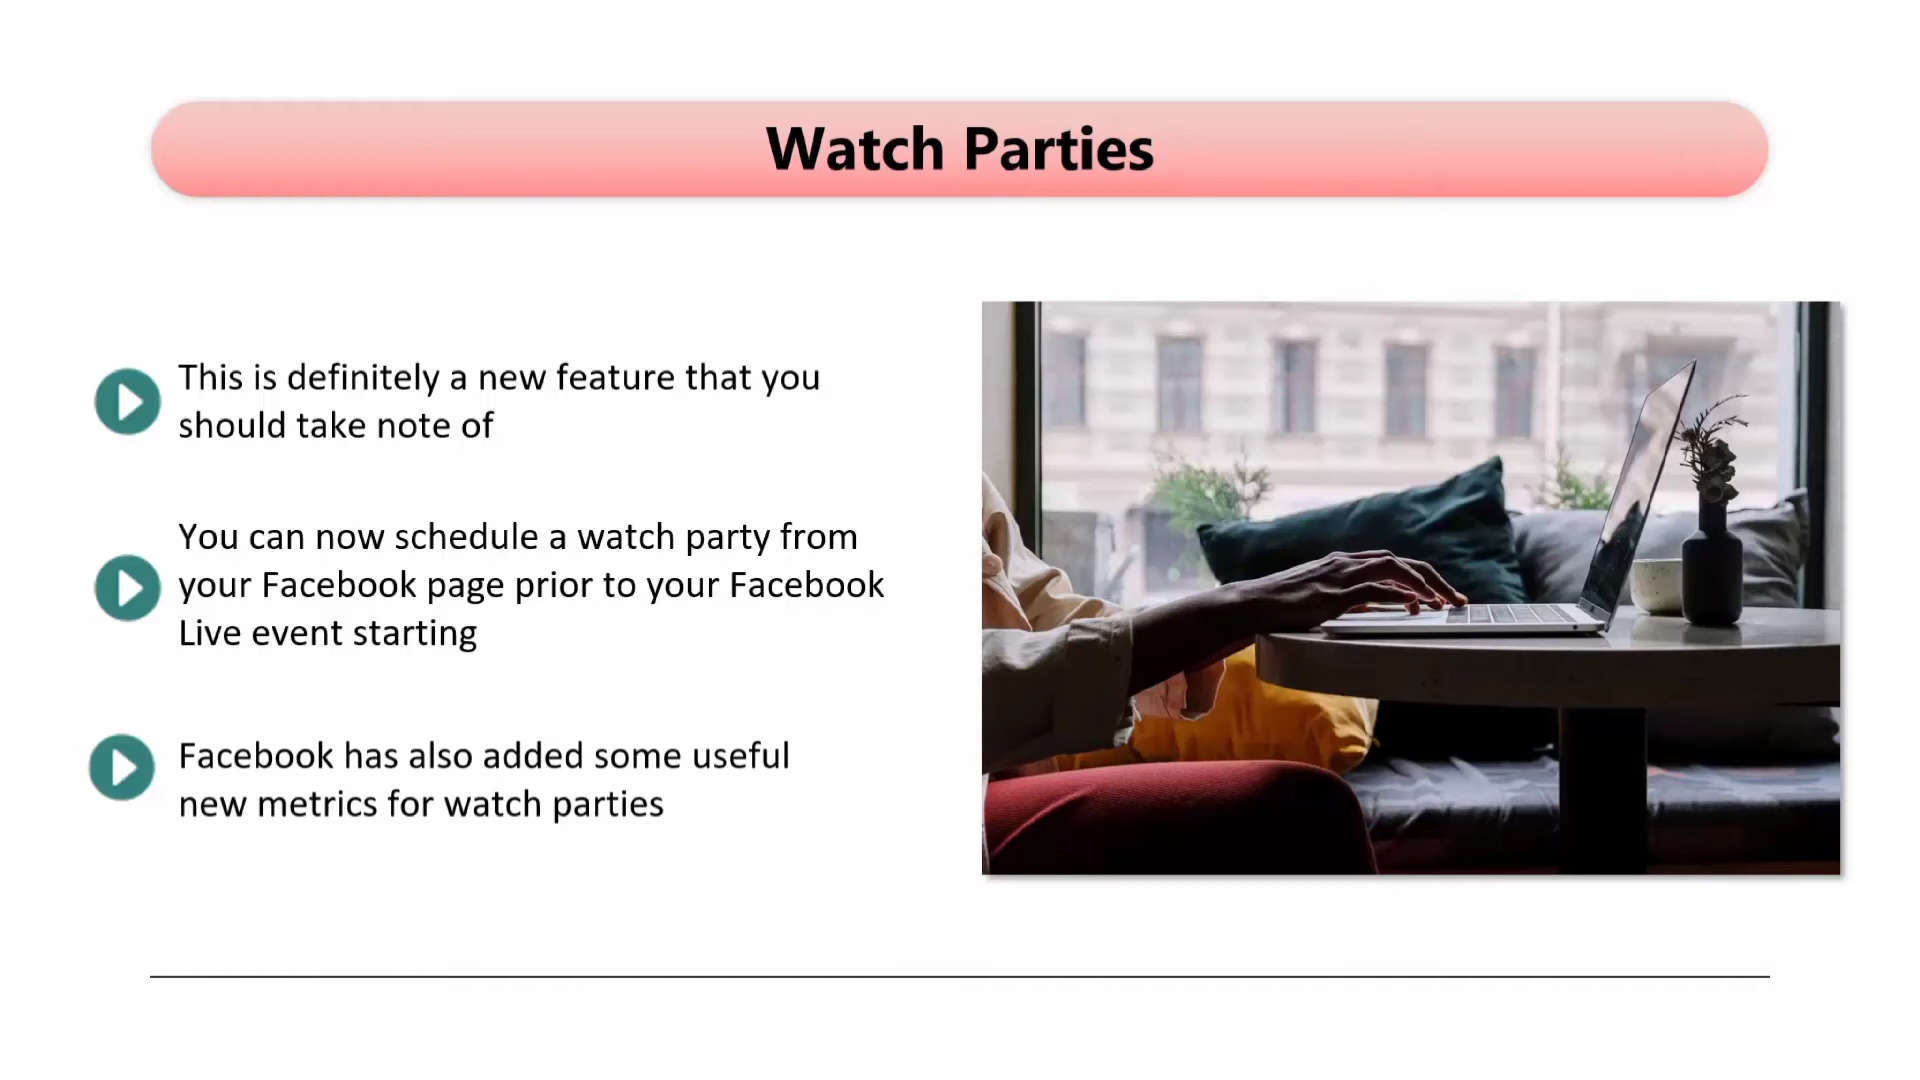 Watch Parties
This is definitely a new feature that you
should take note of
You can now schedule a watch party from
your Facebook page prior to your Facebook
Live event starting
Facebook has also added some useful
new metrics for watch parties